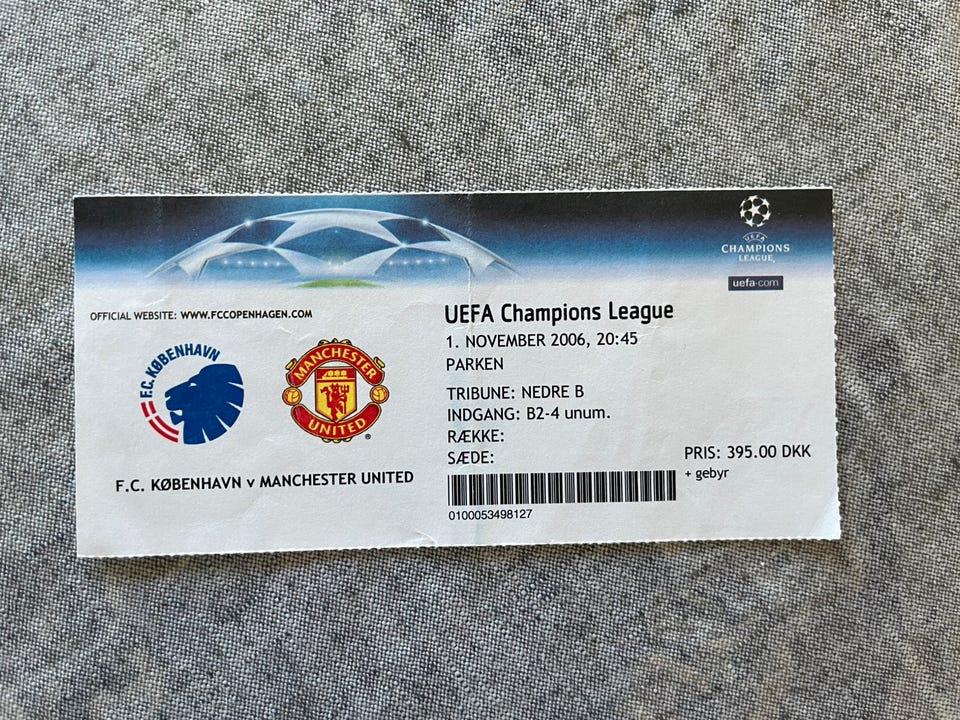 UEFA
CHAMPIONS
LEAGUE
uefa.com
OFFICIAL WEBSITE: WWW.FCCOPENHAGEN.COM
F.C. KØBENHAVN
MANCHESTER
UNITED
®
F.C. KØBENHAVN v MANCHESTER UNITED
UEFA Champions League
1. NOVEMBER 2006, 20:45
PARKEN
TRIBUNE: NEDRE B
INDGANG: B2-4 unum.
RÆKKE:
SÆDE:
PRIS: 395.00 DKK
+ gebyr
0100053498127